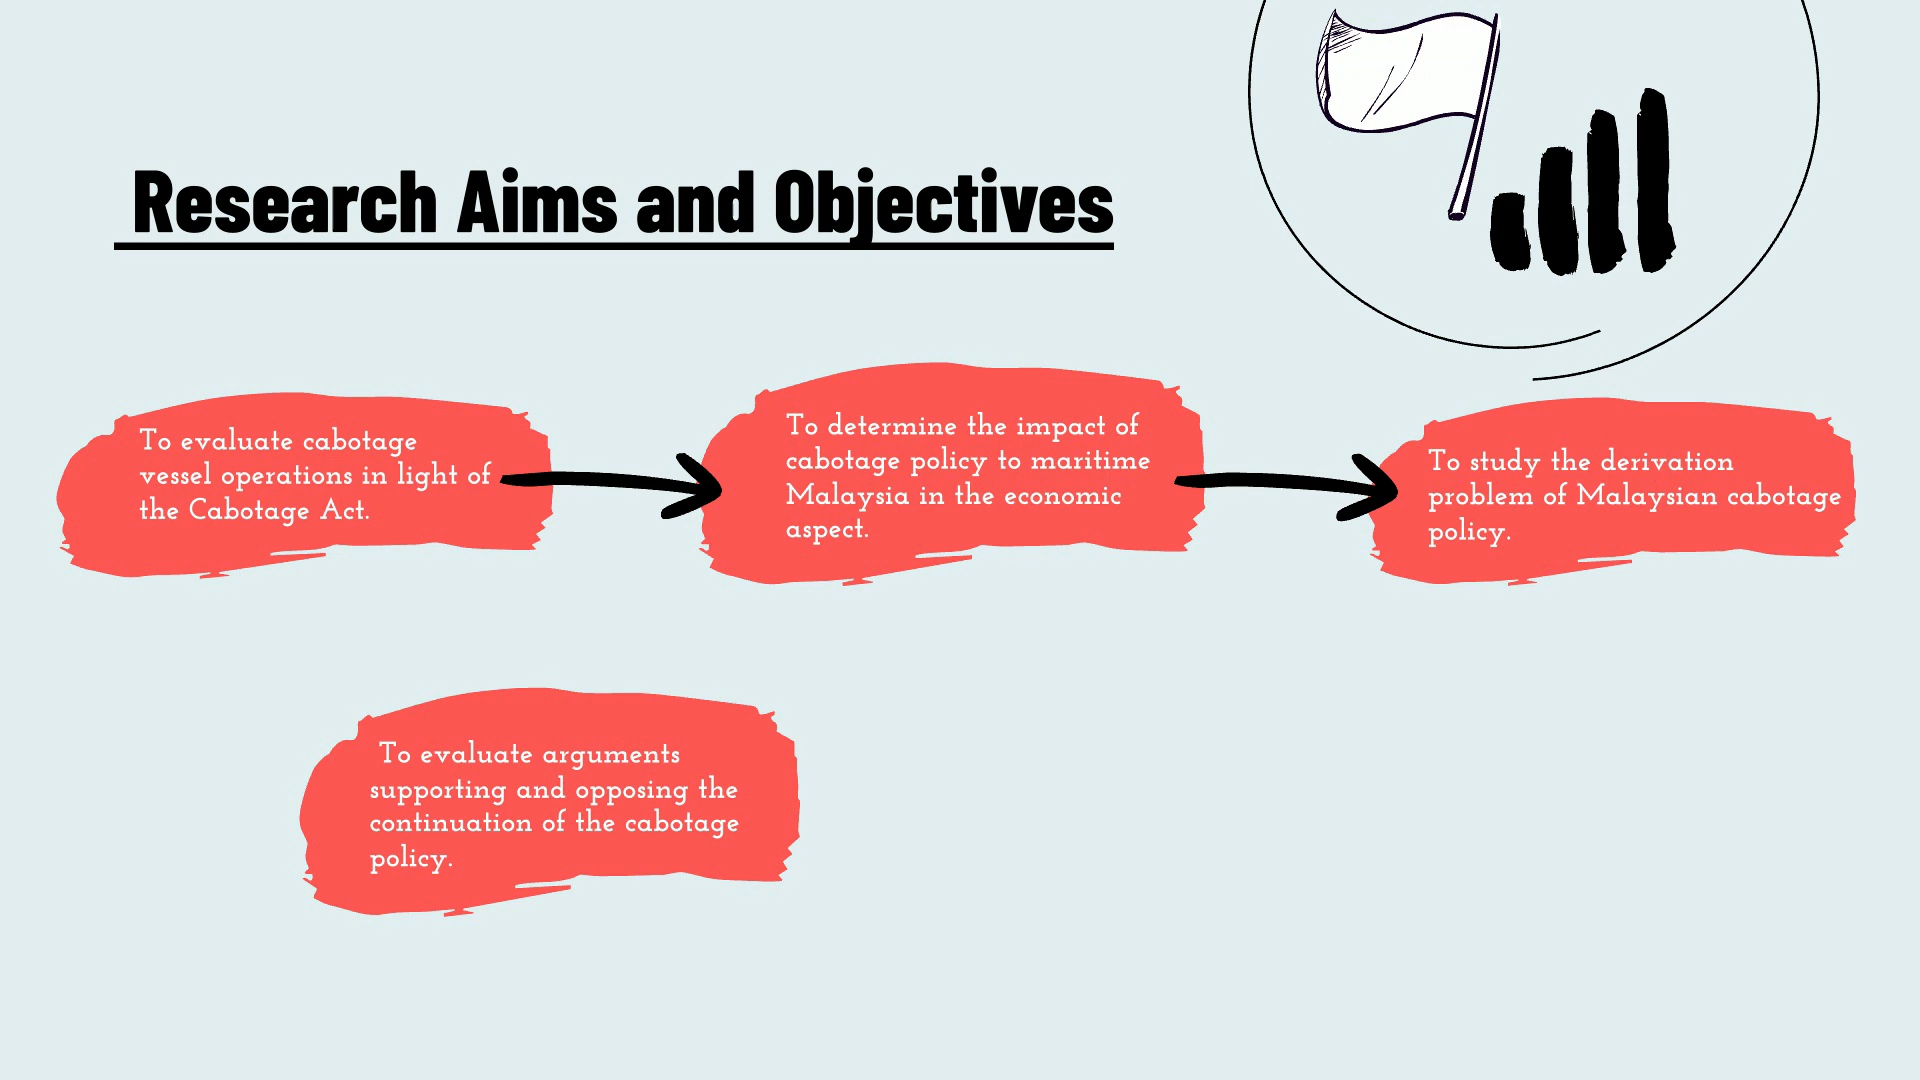 Research Aims and Objectives
To evaluate cabotage
vessel operations in light of
the Cabotage Act.
To determine the impact of
cabotage policy to maritime
Malaysia in the economic
aspect.
To study the derivation
problem of Malaysian cabotage
policy.
To evaluate arguments
supporting and opposing the
continuation of the cabotage
policy.